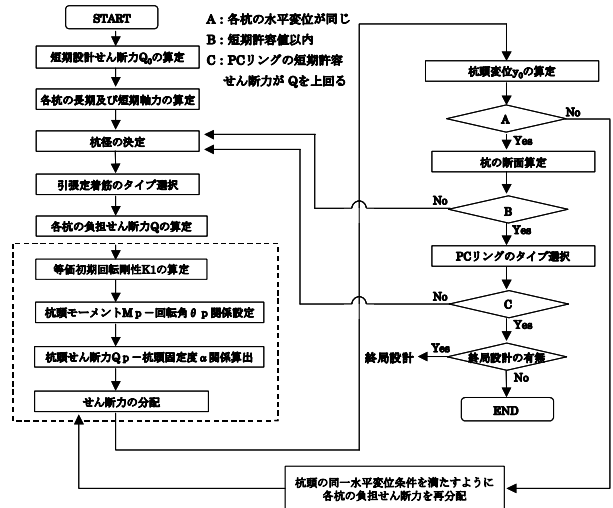 START
短期設計せん断力Q₀の算定
各杭の長期及び短期軸力の算定
杭径の決定
引張定着筋のタイプ選択
各杭の負担せん断力Qの算定
等価初期回転剛性K1の算定
杭頭モーメントMp－回転角θp関係設定
杭頭せん断力Qp－杭頭固定度α関係算出
せん断力の分配
A：各杭の水平変位が同じ
B：短期許容値以内
C：PCリングの短期許容
せん断力が Qを上回る
杭頭変位y₀の算定
A
No
Yes
杭の断面算定
B
No
Yes
PCリングのタイプ選択
C
No
Yes
終局設計の有無
Yes
終局設計
No
END
杭頭の同一水平変位条件を満たすように
各杭の負担せん断力を再分配